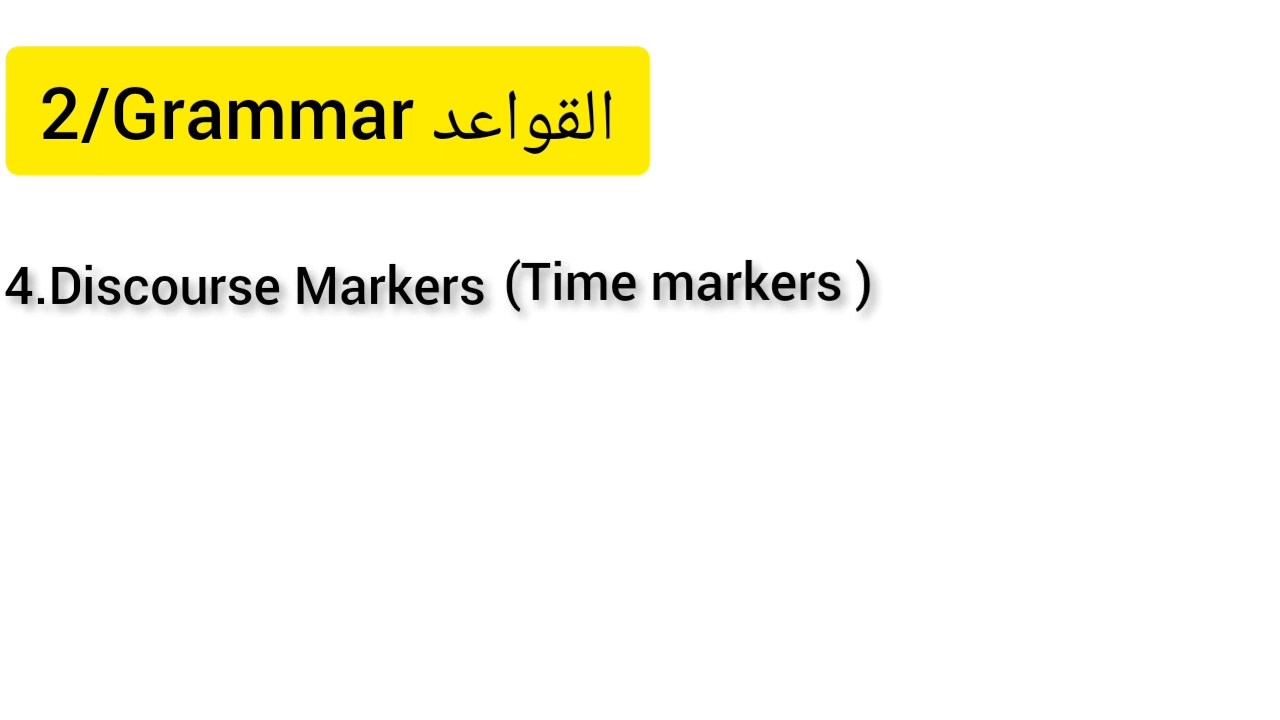 2/Grammar القواعد
4.Discourse Markers (Time markers )